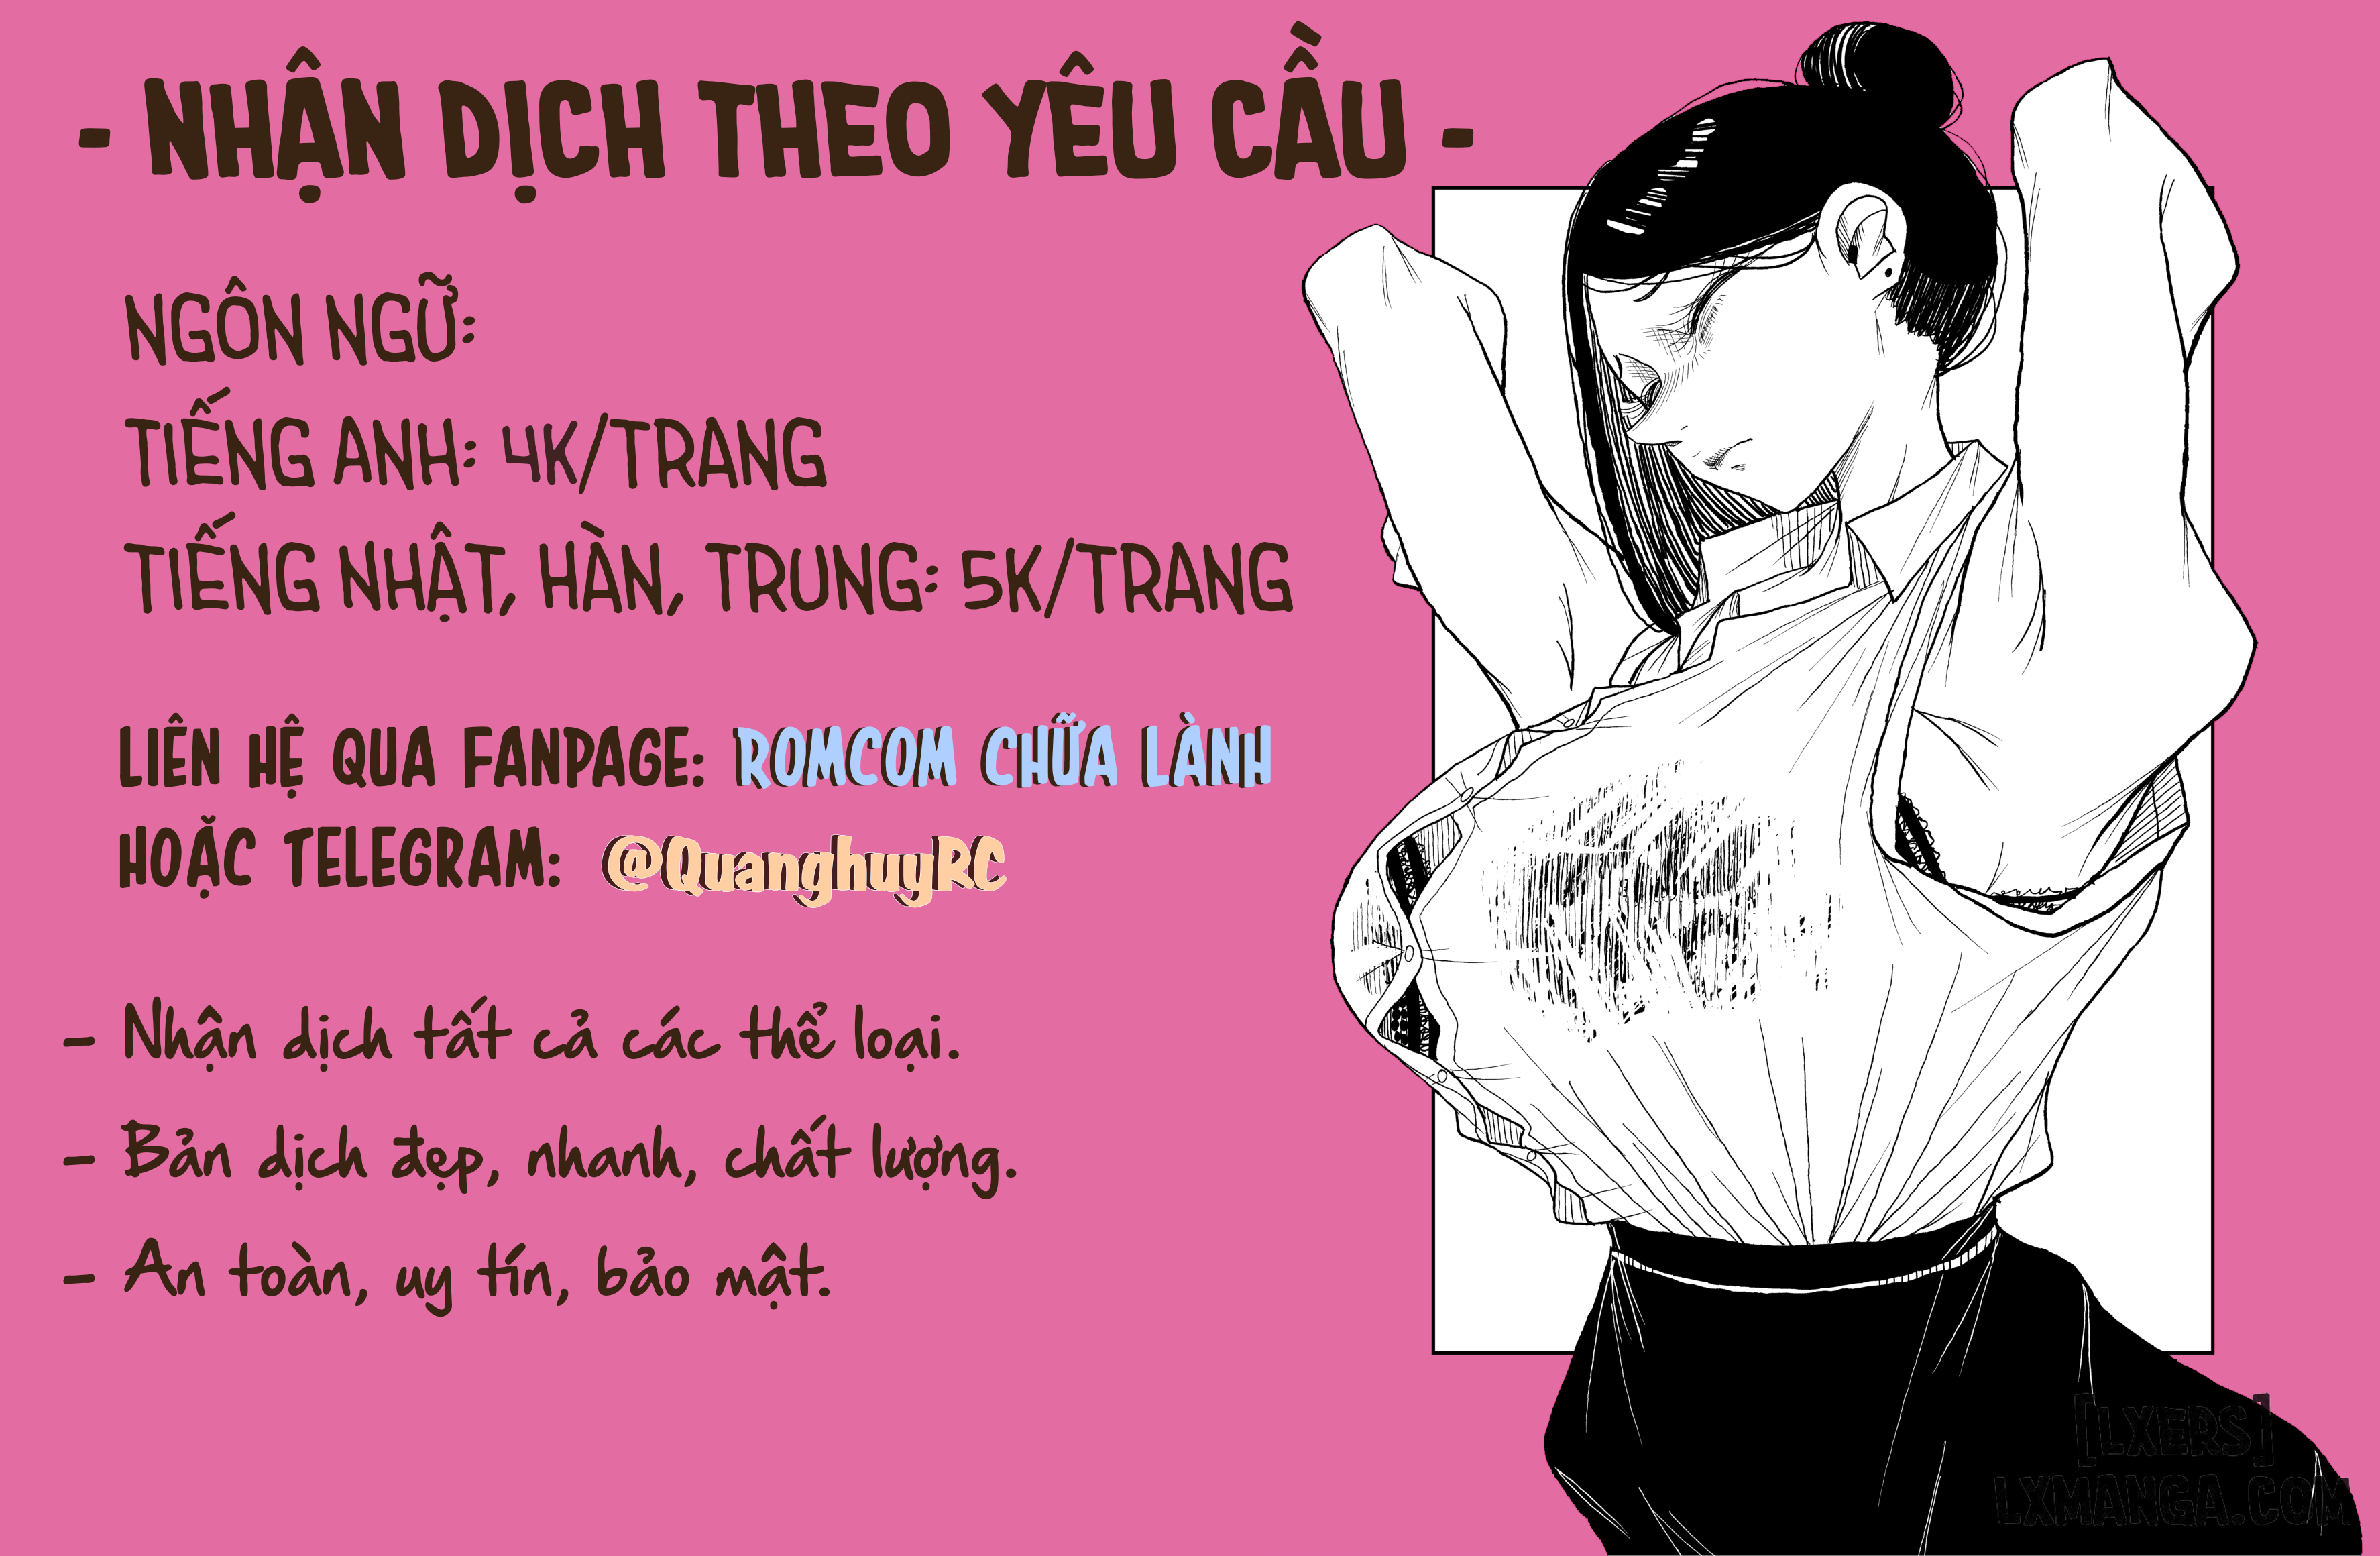 - NHẬN DỊCH THEO YÊU CẦU -
NGÔN NGỮ:
TIẾNG ANH: 4K/TRANG
TIẾNG NHẬT, HÀN, TRUNG: 5K/TRANG
LIÊN HỆ QUA FANPAGE: ROMCOM CHỮA LÀNH
HOẶC TELEGRAM: @QuanghuyRC
- Nhận dịch tất cả các thể loại.
- Bản dịch đẹp, nhanh, chất lượng.
- An toàn, uy tín, bảo mật.
[LXERS]
LXMANGA.COM